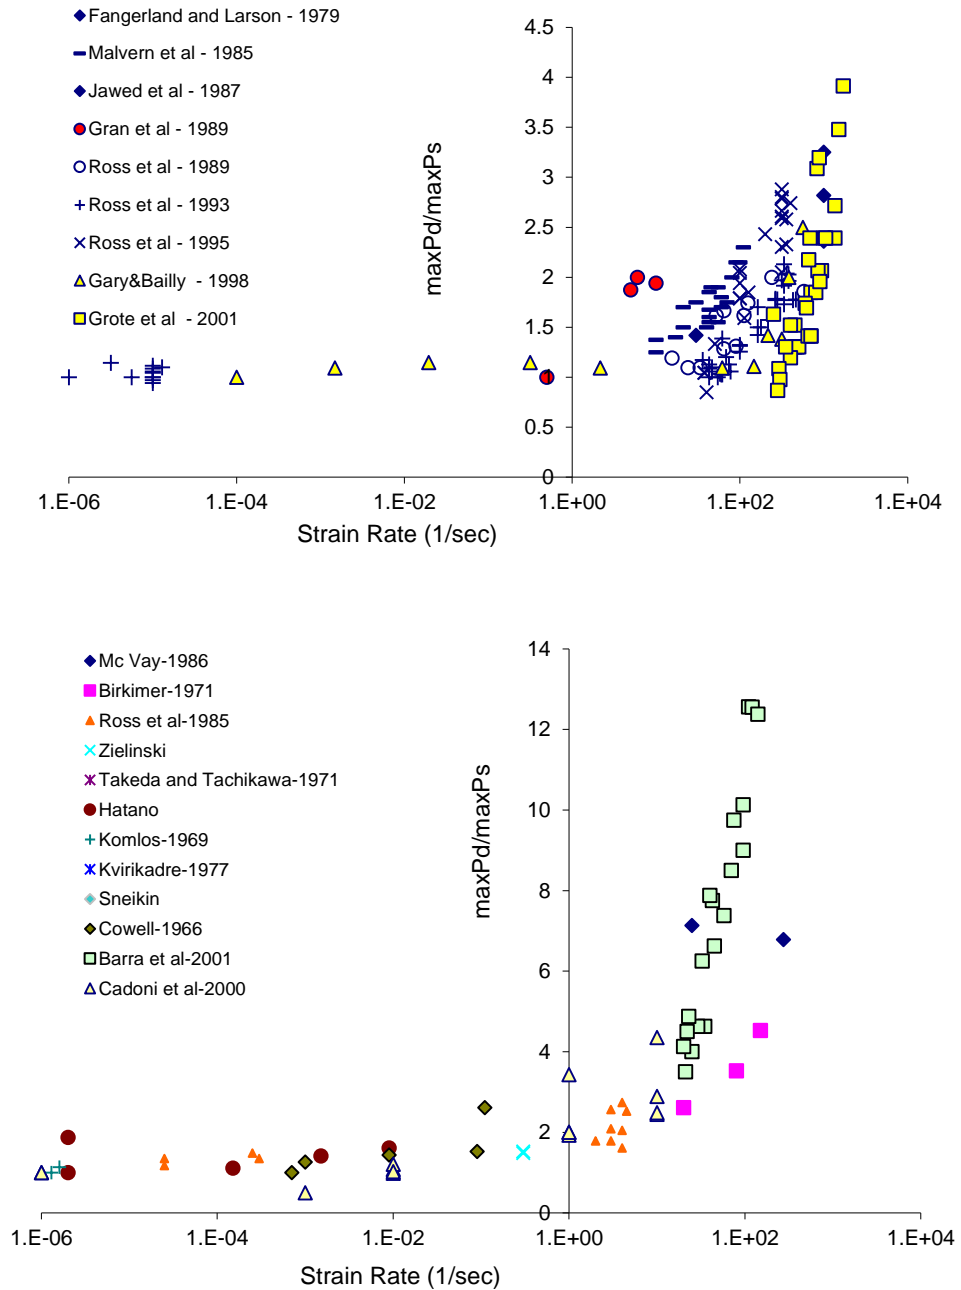 Fangerland and Larson - 1979
Malvern et al - 1985
Jawed et al - 1987
Gran et al - 1989
Ross et al - 1989
Ross et al - 1993
Ross et al - 1995
Gary&Bailly - 1998
Grote et al - 2001
maxPd/maxPs
4.5
4
3.5
3
2.5
2
1.5
1
0.5
0
1.E-06
1.E-04
1.E-02
1.E+00
1.E+02
1.E+04
Strain Rate (1/sec)
Mc Vay-1986
Birkimer-1971
Ross et al-1985
Zielinski
Takeda and Tachikawa-1971
Hatano
Komlos-1969
Kvirikadre-1977
Sneikin
Cowell-1966
Barra et al-2001
Cadoni et al-2000
maxPd/maxPs
14
12
10
8
6
4
2
0
1.E-06
1.E-04
1.E-02
1.E+00
1.E+02
1.E+04
Strain Rate (1/sec)